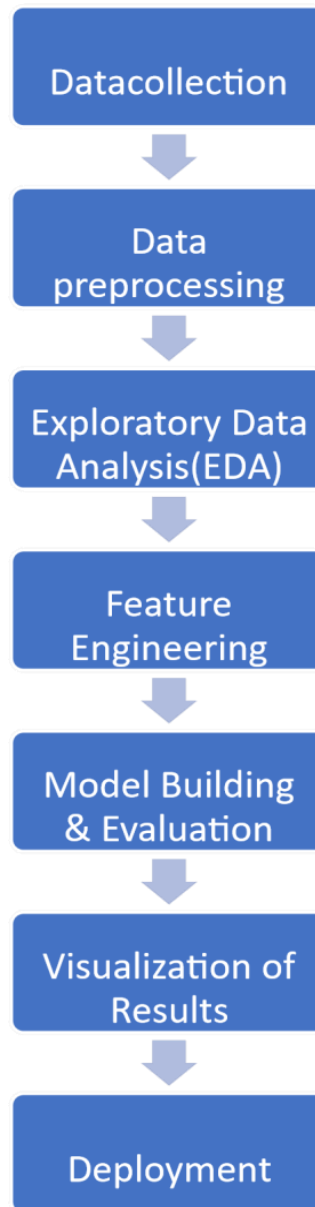 Datacollection
Data
preprocessing
Exploratory Data
Analysis(EDA)
Feature
Engineering
Model Building
& Evaluation
Visualization of
Results
Deployment